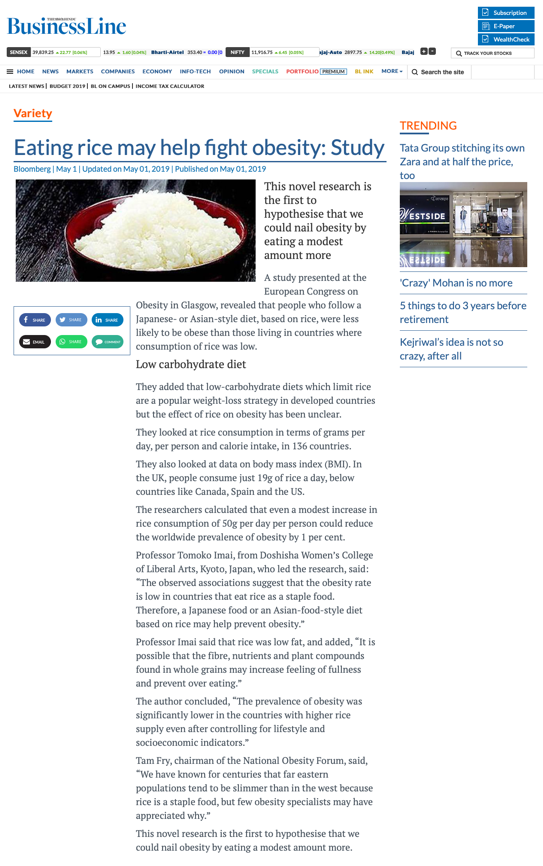 Subscription
E-Paper
WealthCheck
THE HINDU
BusinessLine
SENSEX 39,839.25 ▲ 22.77 [0.06%] 13.95 ▲ 5.60 [4.04%] Bharti-Airtel 353.40 = 0.00 [0 NIFTY 11,916.75 ▲ 6.45 [0.05%] ajaj-Auto 2897.75 ▲ 14.20[0.49%] Bajaj + -
TRACK YOUR STOCKS
HOME NEWS MARKETS COMPANIES ECONOMY INFO-TECH OPINION SPECIALS PORTFOLIO PREMIUM BL INK MORE Search the site
LATEST NEWS | BUDGET 2019 | BL ON CAMPUS | INCOME TAX CALCULATOR
Variety
Eating rice may help fight obesity: Study
Bloomberg | May 1 | Updated on May 01, 2019 | Published on May 01, 2019
This novel research is
the first to
hypothesise that we
could nail obesity by
eating a modest
amount more
A study presented at the
European Congress on
Obesity in Glasgow, revealed that people who follow a
Japanese- or Asian-style diet, based on rice, were less
likely to be obese than those living in countries where
consumption of rice was low.
SHARE SHARE SHARE
EMAIL SHARE COMMENT
Low carbohydrate diet
They added that low-carbohydrate diets which limit rice
are a popular weight-loss strategy in developed countries
but the effect of rice on obesity has been unclear.
They looked at rice consumption in terms of grams per
day, per person and calorie intake, in 136 countries.
They also looked at data on body mass index (BMI). In
the UK, people consume just 19g of rice a day, below
countries like Canada, Spain and the US.
The researchers calculated that even a modest increase in
rice consumption of 50g per day per person could reduce
the worldwide prevalence of obesity by 1 per cent.
Professor Tomoko Imai, from Doshisha Women's College
of Liberal Arts, Kyoto, Japan, who led the research, said:
“The observed associations suggest that the obesity rate
is low in countries that eat rice as a staple food.
Therefore, a Japanese food or an Asian-food-style diet
based on rice may help prevent obesity.”
Professor Imai said that rice was low fat, and added, “It is
possible that the fibre, nutrients and plant compounds
found in whole grains may increase feeling of fullness
and prevent over eating.”
The author concluded, “The prevalence of obesity was
significantly lower in the countries with higher rice
supply even after controlling for lifestyle and
socioeconomic indicators.”
Tam Fry, chairman of the National Obesity Forum, said,
“We have known for centuries that far eastern
populations tend to be slimmer than in the west because
rice is a staple food, but few obesity specialists may have
appreciated why.”
This novel research is the first to hypothesise that we
could nail obesity by eating a modest amount more.
TRENDING
Tata Group stitching its own
Zara and at half the price,
too
WESTSIDE
'Crazy' Mohan is no more
5 things to do 3 years before
retirement
Kejriwal's idea is not so
crazy, after all